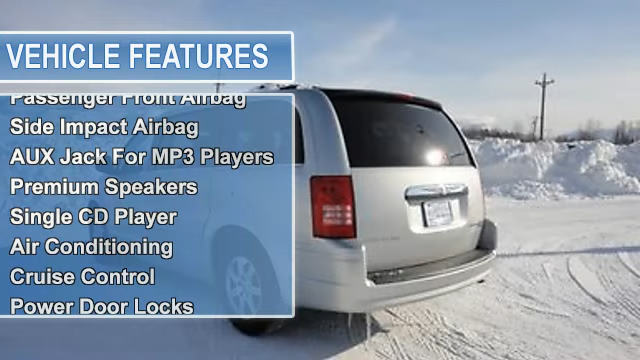 VEHICLE FEATURES
Passenger Front Airbag
Side Impact Airbag
AUX Jack For MP3 Players
Premium Speakers
Single CD Player
Air Conditioning
Cruise Control
Power Door Locks